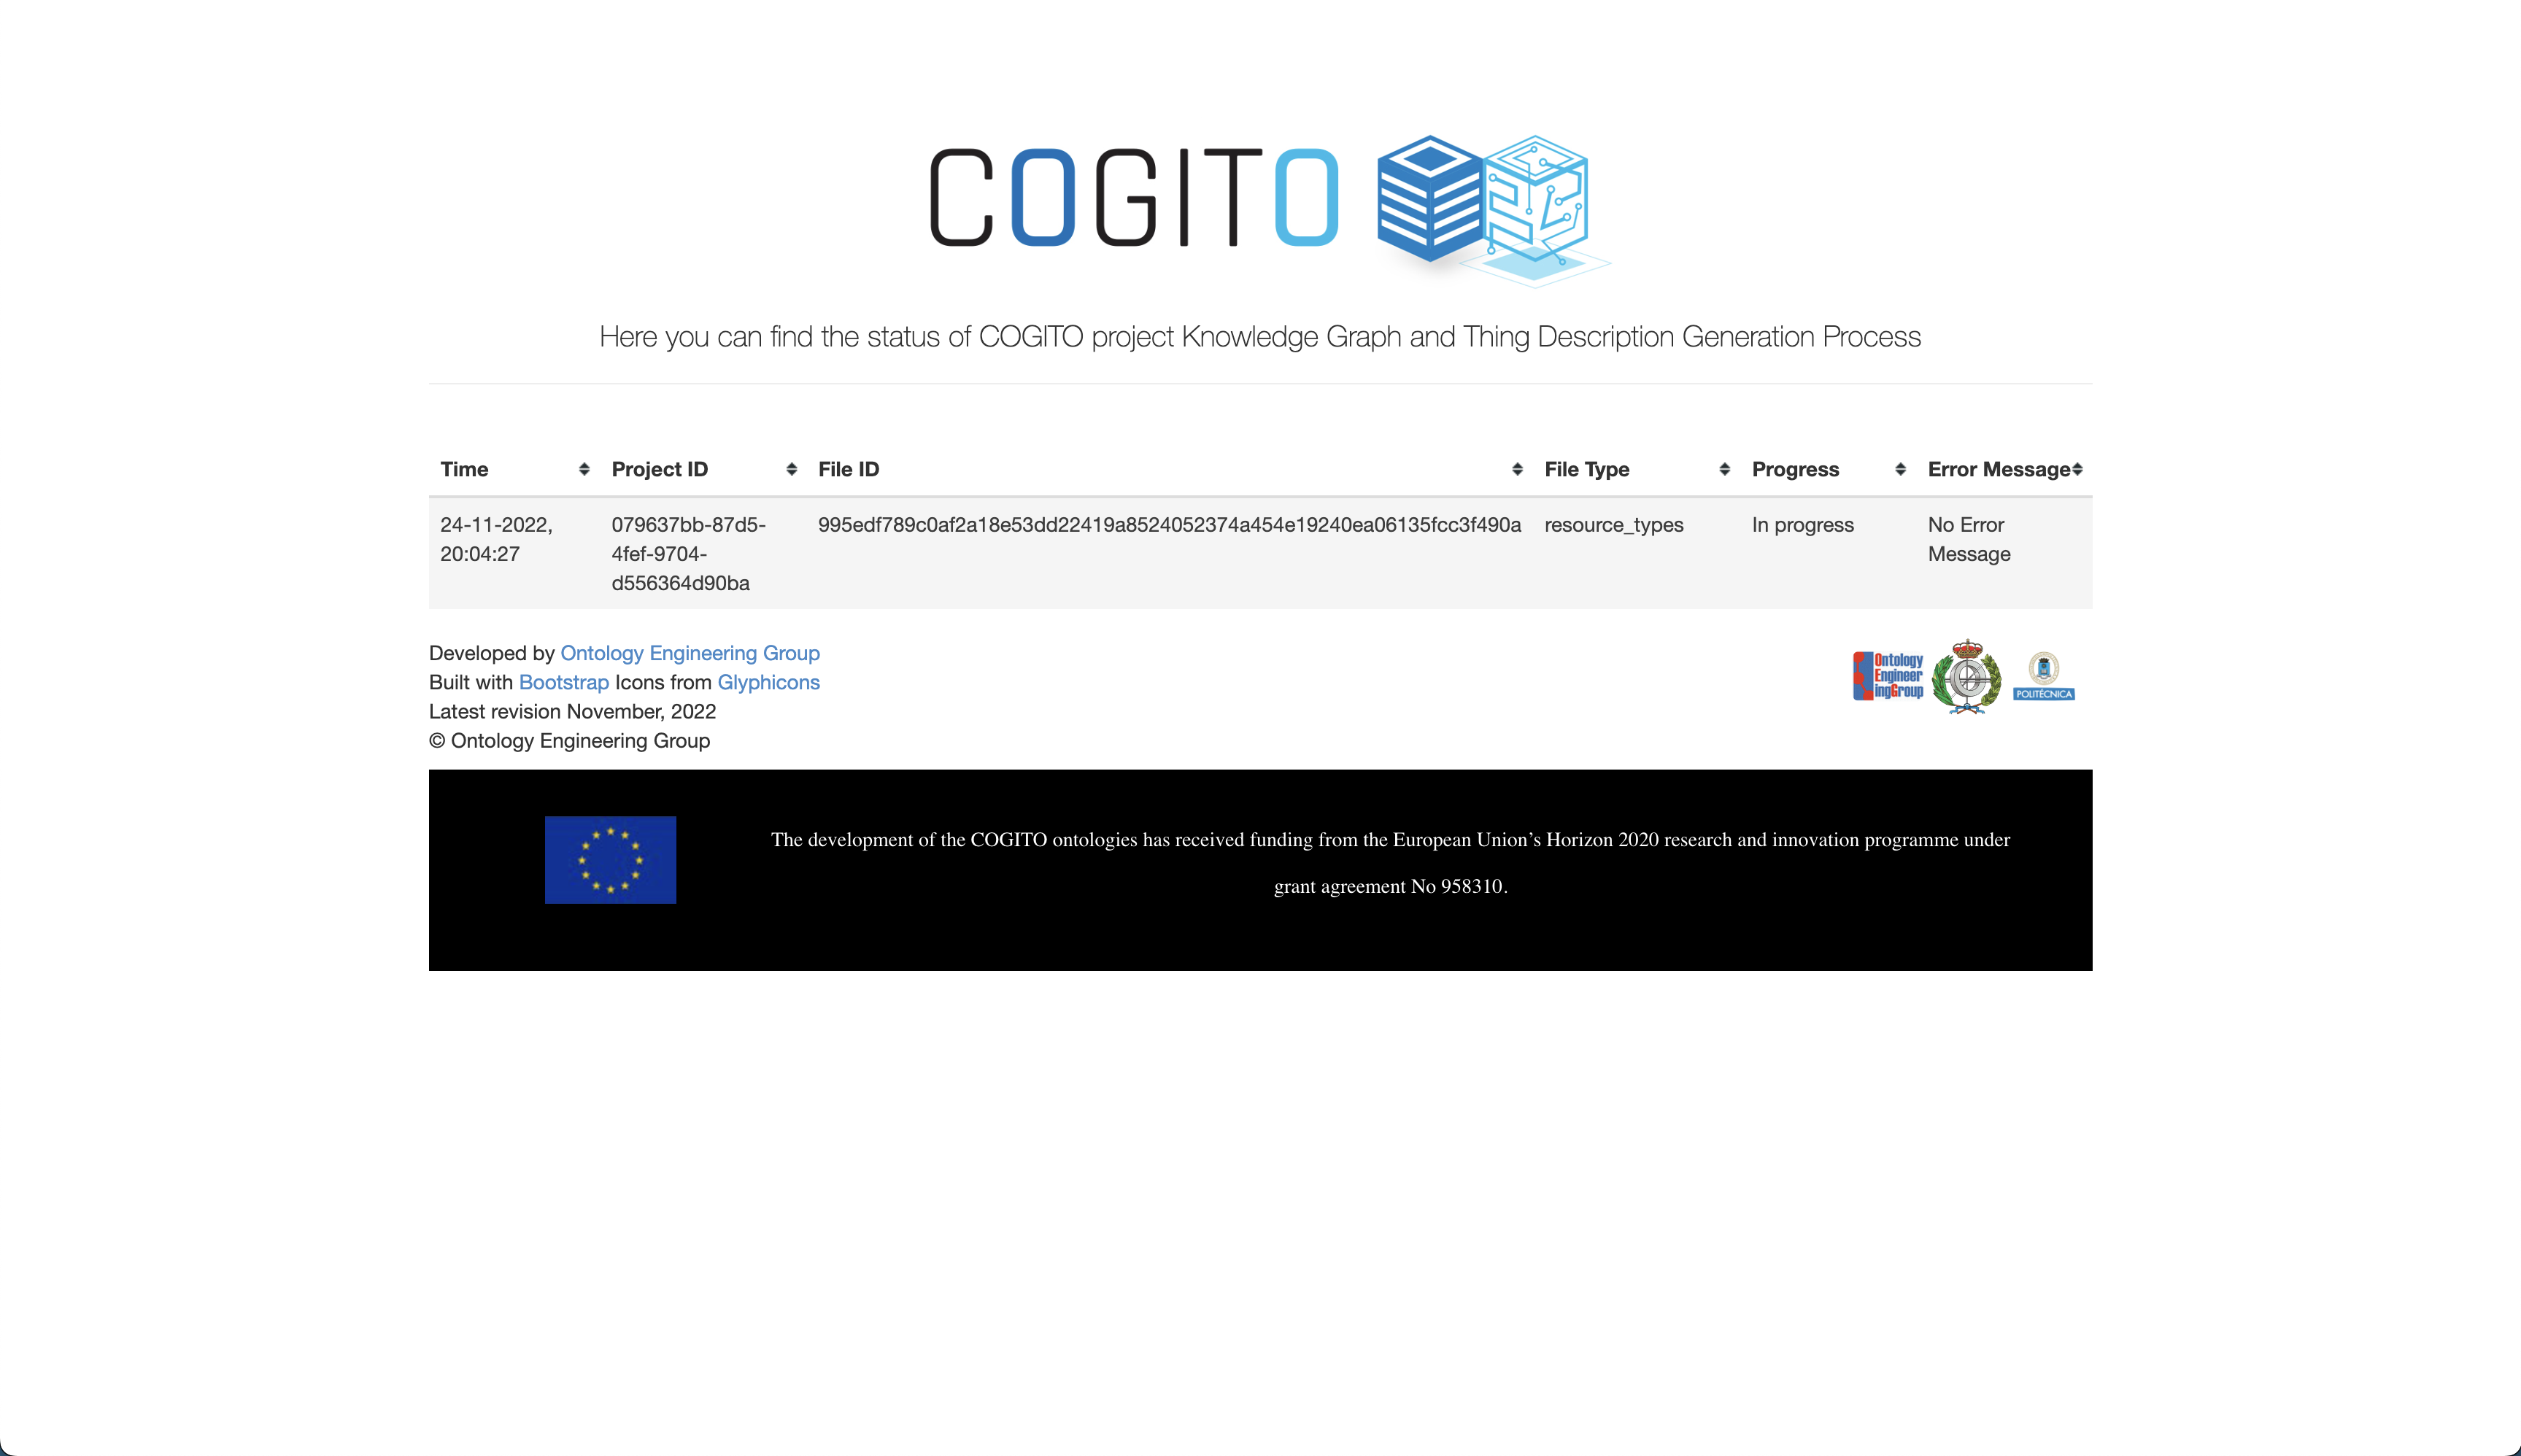 COGITO
Here you can find the status of COGITO project Knowledge Graph and Thing Description Generation Process
Time Project ID File ID File Type Progress Error Message
24-11-2022, 079637bb-87d5- 995edf789c0af2a18e53dd22419a8524052374a454e19240ea06135fcc3f490a resource_types In progress No Error
20:04:27 4fef-9704- Message
d556364d90ba
Developed by Ontology Engineering Group
Built with Bootstrap Icons from Glyphicons
Latest revision November, 2022
© Ontology Engineering Group
Ontology
Engineer
ingGroup
POLITÉCNICA
The development of the COGITO ontologies has received funding from the European Union’s Horizon 2020 research and innovation programme under
grant agreement No 958310.